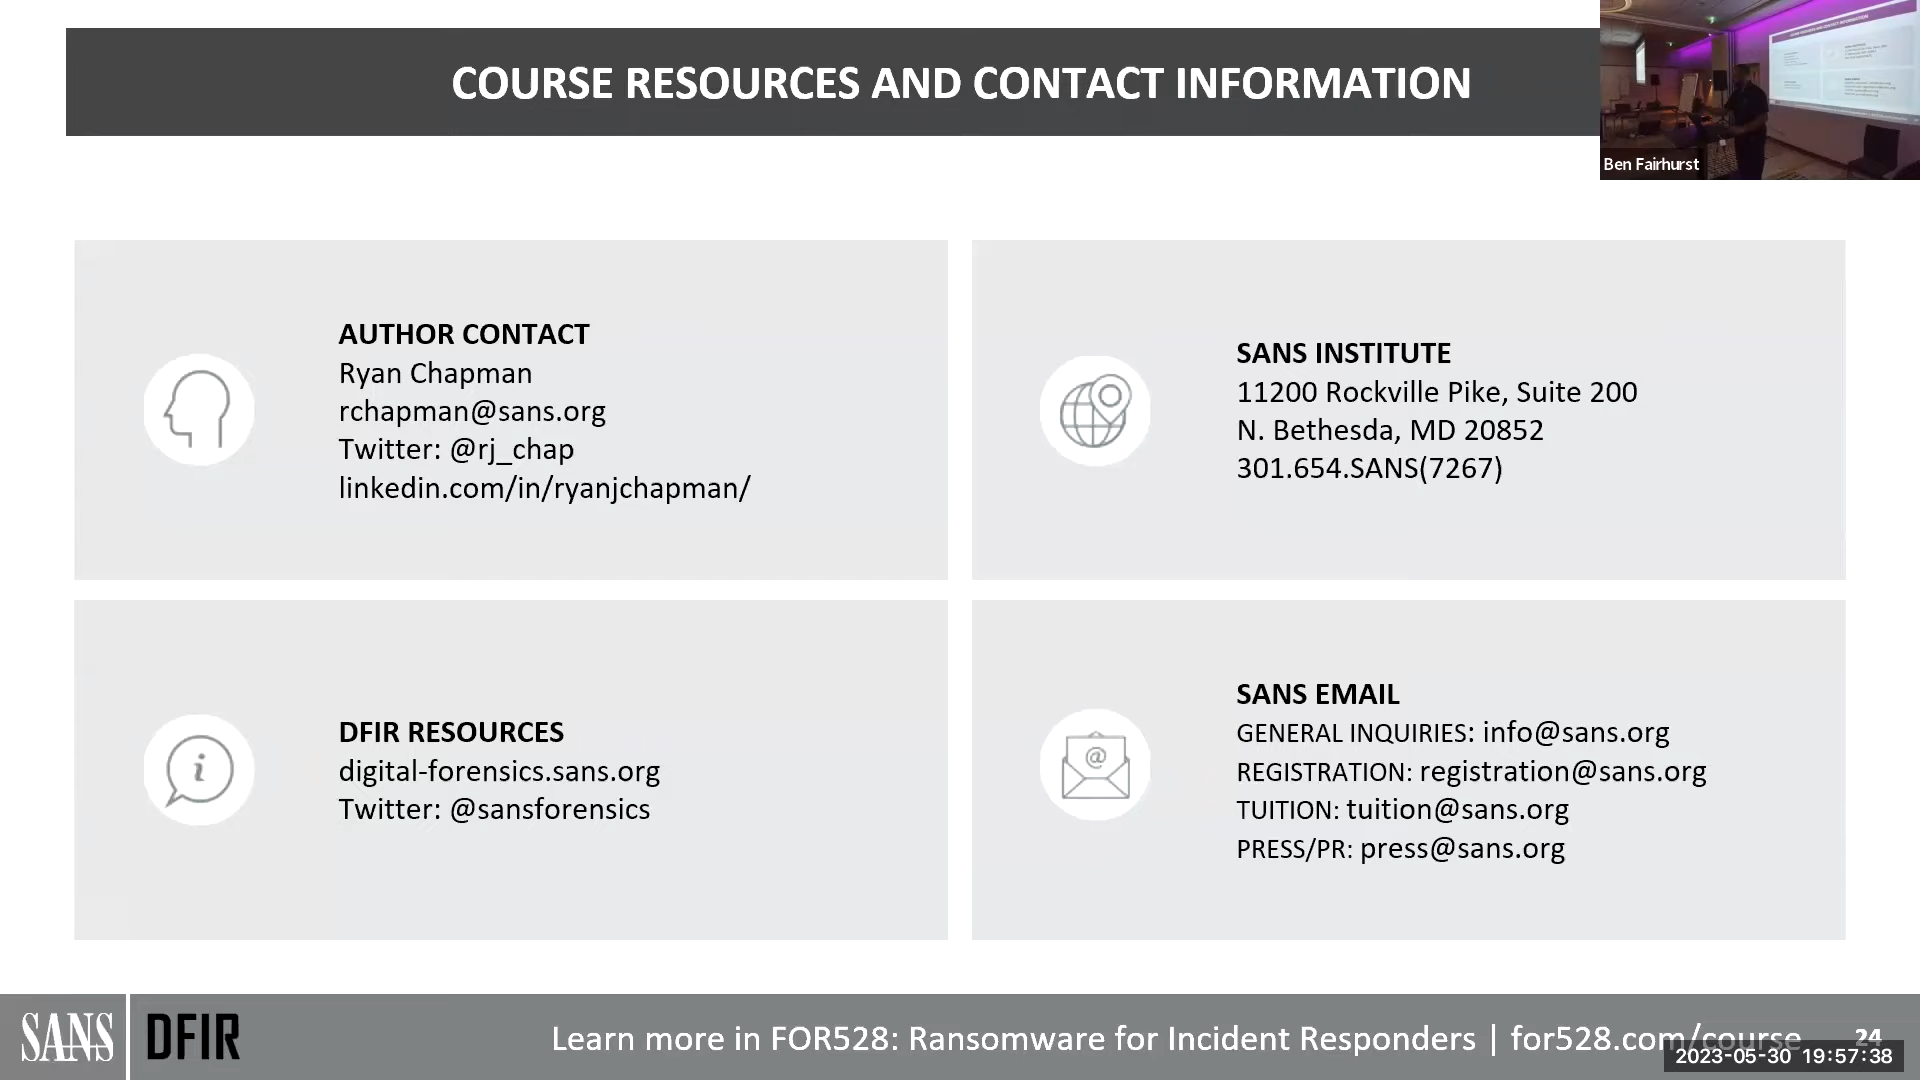 COURSE RESOURCES AND CONTACT INFORMATION
Ben Fairhurst
AUTHOR CONTACT
Ryan Chapman
rchapman@sans.org
Twitter: @rj_chap
linkedin.com/in/ryanjchapman/
SANS INSTITUTE
11200 Rockville Pike, Suite 200
N. Bethesda, MD 20852
301.654.SANS(7267)
DFIR RESOURCES
digital-forensics.sans.org
Twitter: @sansforensics
SANS EMAIL
GENERAL INQUIRIES: info@sans.org
REGISTRATION: registration@sans.org
TUITION: tuition@sans.org
PRESS/PR: press@sans.org
SANS DFIR
Learn more in FOR528: Ransomware for Incident Responders | for528.com/course 24
2023-05-30 19:57:38